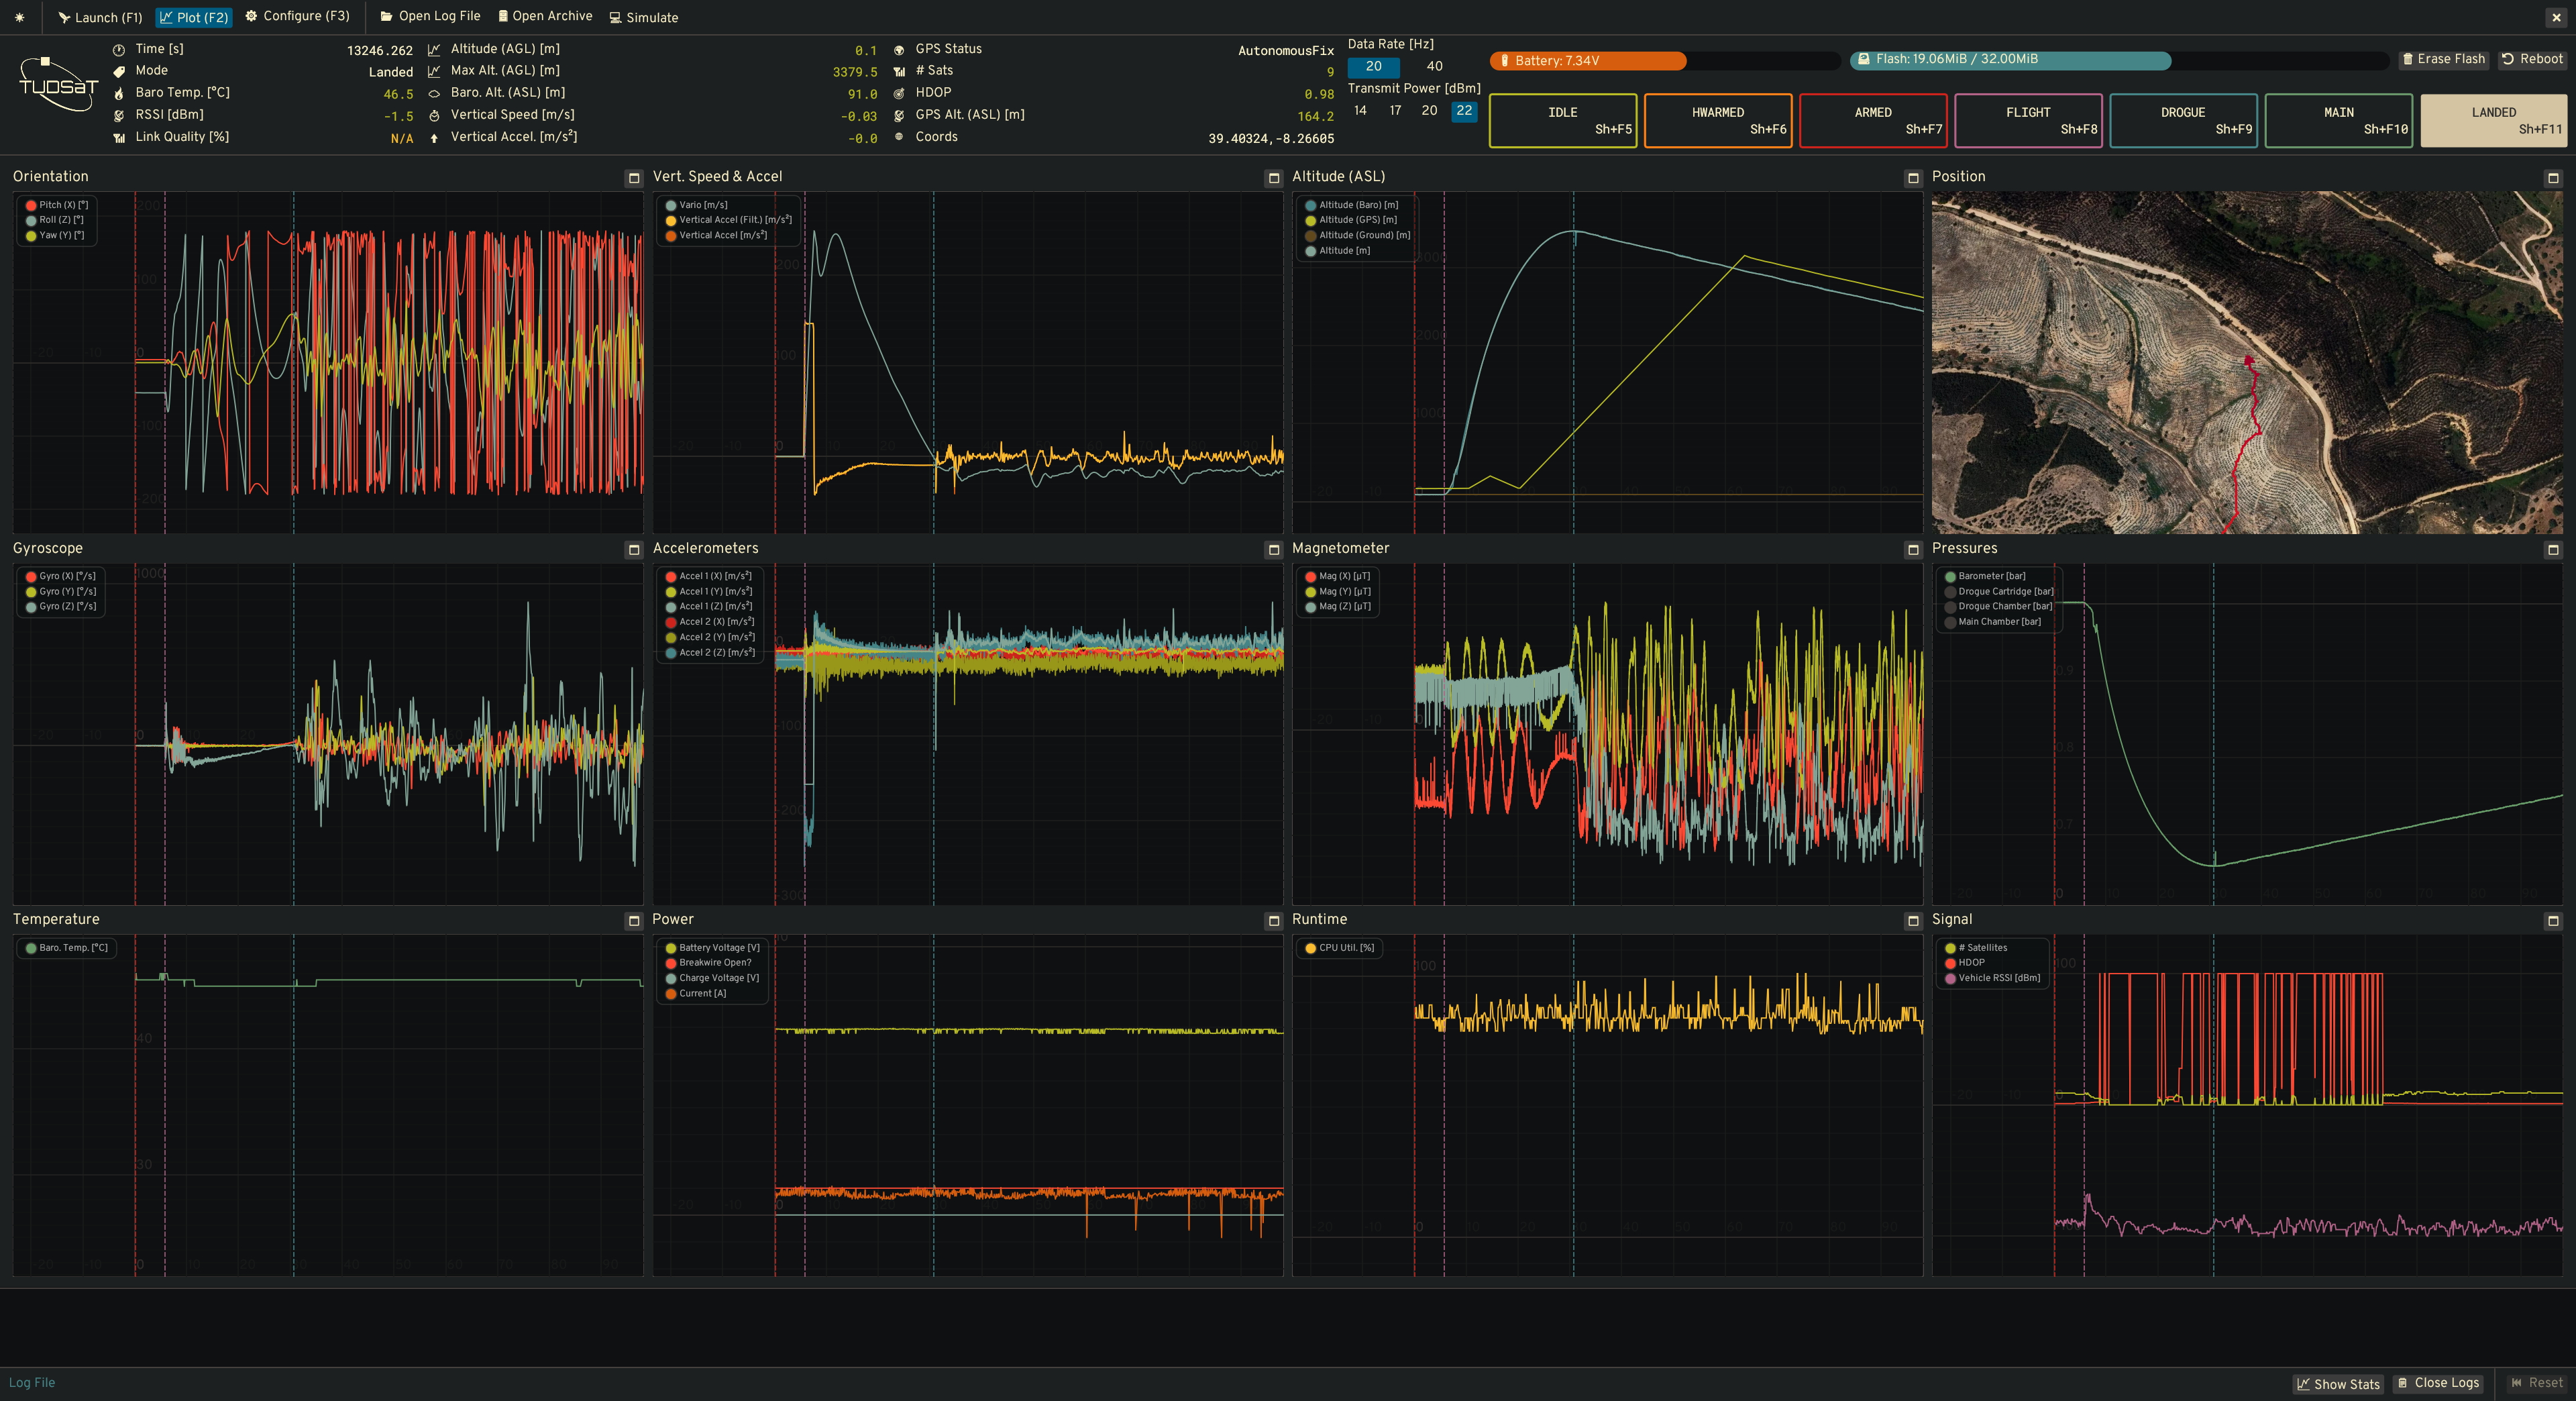 Launch (F1) Plot (F2) Configure (F3) Open Log File Open Archive Simulate
TUDSaT
Time [s] 13246.262
Mode Landed
Baro Temp. [°C] 46.5
RSSI [dBm] -1.5
Link Quality [%] N/A
Altitude (AGL) [m] 0.1
Max Alt. (AGL) [m] 3379.5
Baro. Alt. (ASL) [m] 91.0
Vertical Speed [m/s] -0.03
Vertical Accel. [m/s²] -0.0
GPS Status AutonomousFix
# Sats 9
HDOP 0.98
GPS Alt. (ASL) [m] 164.2
Coords 39.40324,-8.26605
Data Rate [Hz]
20 40
Transmit Power [dBm]
14 17 20 22
Battery: 7.34V
Flash: 19.06MiB / 32.00MiB
Erase Flash Reboot
IDLE
Sh+F5
HWARMED
Sh+F6
ARMED
Sh+F7
FLIGHT
Sh+F8
DROGUE
Sh+F9
MAIN
Sh+F10
LANDED
Sh+F11
Orientation
Pitch (X) [°]
Roll (Z) [°]
Yaw (Y) [°]
Vert. Speed & Accel
Vario [m/s]
Vertical Accel (Filt.) [m/s²]
Vertical Accel [m/s²]
Altitude (ASL)
Altitude (Baro) [m]
Altitude (GPS) [m]
Altitude (Ground) [m]
Altitude [m]
Position
Gyroscope
Gyro (X) [°/s]
Gyro (Y) [°/s]
Gyro (Z) [°/s]
Accelerometers
Accel 1 (X) [m/s²]
Accel 1 (Y) [m/s²]
Accel 1 (Z) [m/s²]
Accel 2 (X) [m/s²]
Accel 2 (Y) [m/s²]
Accel 2 (Z) [m/s²]
Magnetometer
Mag (X) [µT]
Mag (Y) [µT]
Mag (Z) [µT]
Pressures
Barometer [bar]
Drogue Cartridge [bar]
Drogue Chamber [bar]
Main Chamber [bar]
Temperature
Baro. Temp. [°C]
40
30
Power
Battery Voltage [V]
Breakwire Open?
Charge Voltage [V]
Current [A]
Runtime
CPU Util. [%]
100
Signal
# Satellites
HDOP
Vehicle RSSI [dBm]
100
Log File
Show Stats Close Logs Reset